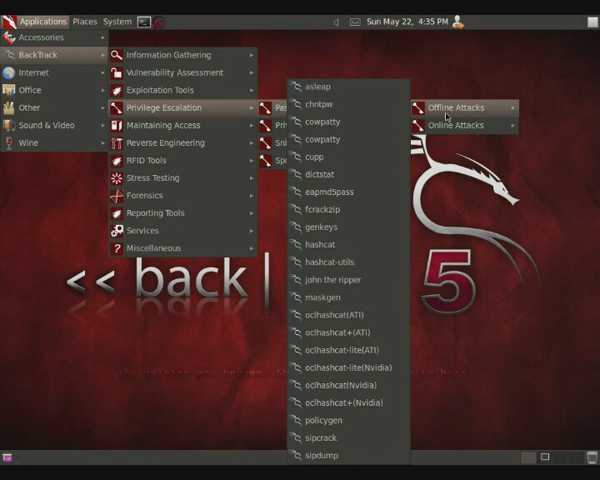 Applications Places System Sun May 22, 4:35 PM
Accessories
BackTrack
Internet
Office
Other
Sound & Video
Wine
Information Gathering
Vulnerability Assessment
Exploitation Tools
Privilege Escalation
Maintaining Access
Reverse Engineering
RFID Tools
Stress Testing
Forensics
Reporting Tools
Services
Miscellaneous
Pas
Pri
Sni
Spo
asleap
chntpw
cowpatty
cowpatty
cupp
dictstat
eapmd5pass
fcrackzip
genkeys
hashcat
hashcat-utils
john the ripper
maskgen
oclhashcat(ATI)
oclhashcat+(ATI)
oclhashcat-lite(ATI)
oclhashcat-lite(Nvidia)
oclhashcat(Nvidia)
oclhashcat+(Nvidia)
policygen
sipcrack
sipdump
Offline Attacks
Online Attacks
<< back | 5